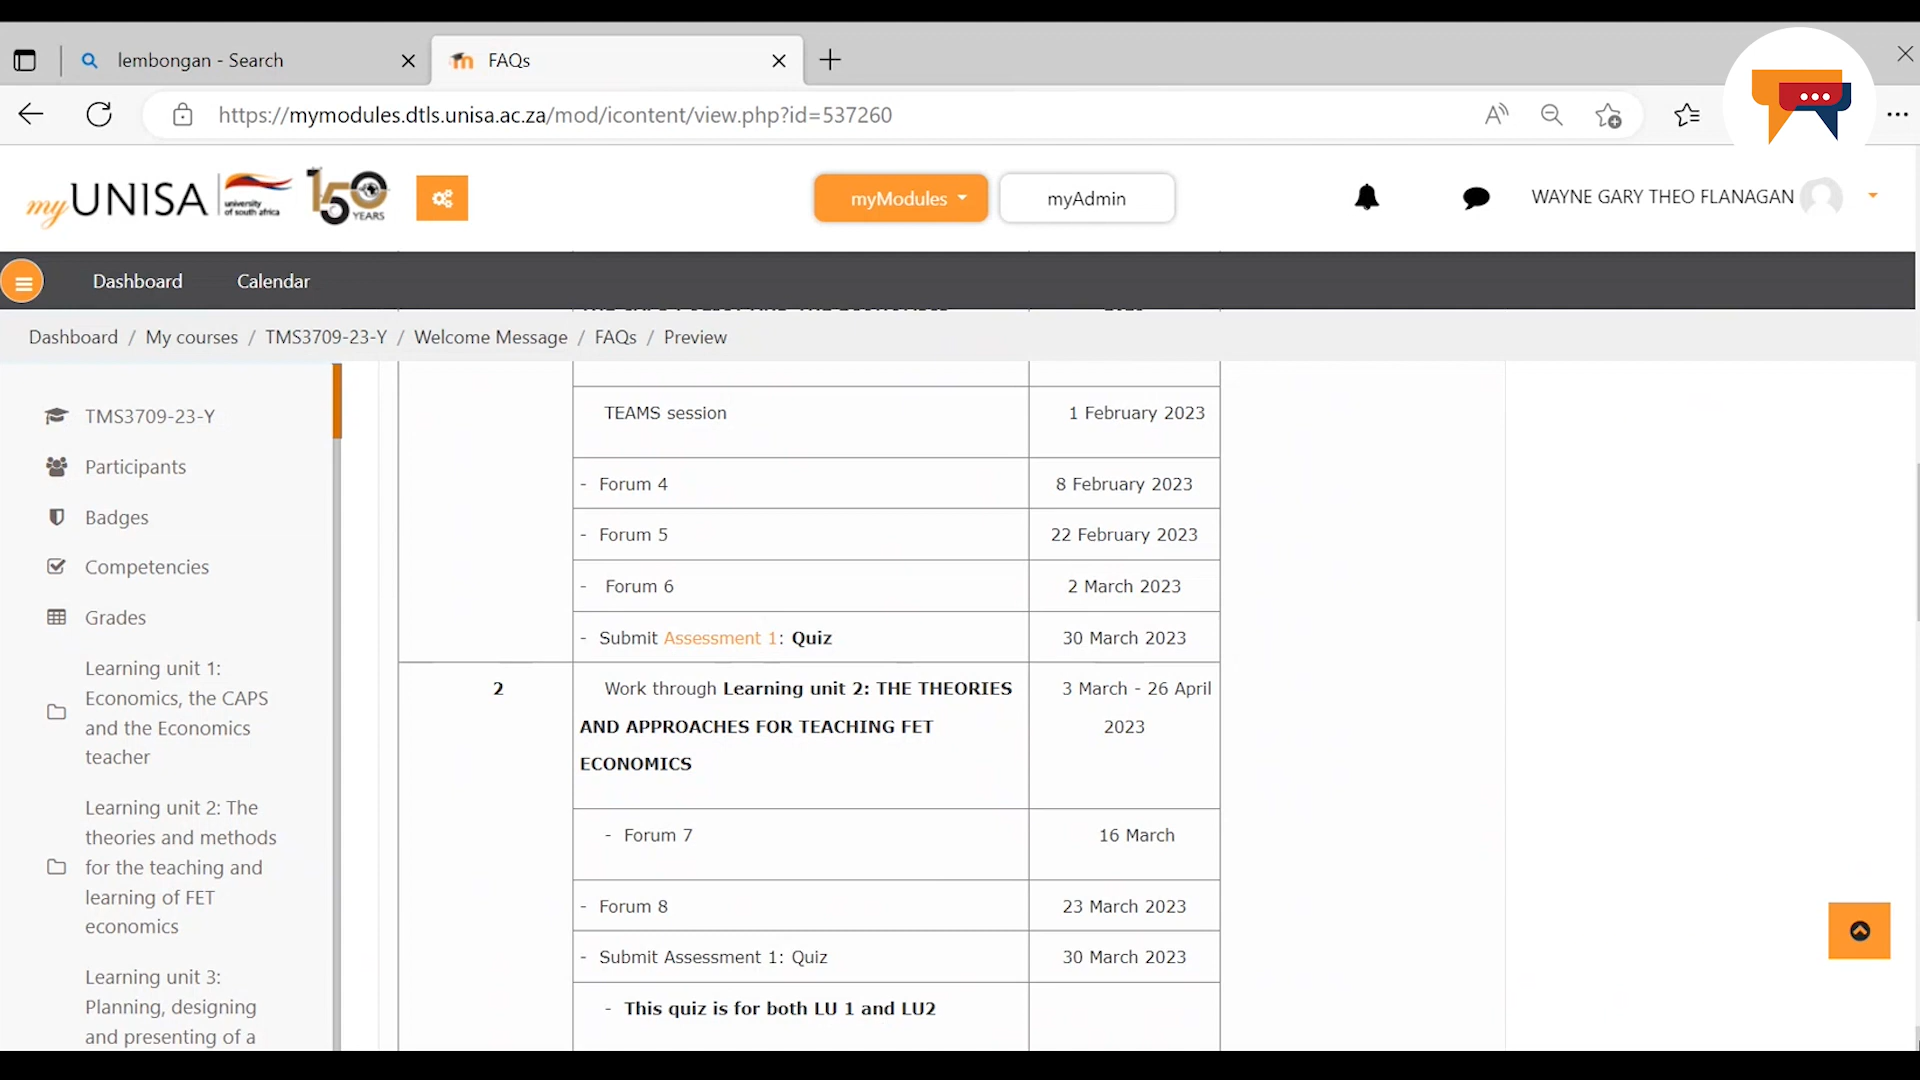 lembongan - Search
FAQs
https://mymodules.dtls.unisa.ac.za/mod/icontent/view.php?id=537260
myUNISA
university
of south africa
150
YEARS
myModules
myAdmin
WAYNE GARY THEO FLANAGAN
Dashboard
Calendar
Dashboard / My courses / TMS3709-23-Y / Welcome Message / FAQs / Preview
TMS3709-23-Y
Participants
Badges
Competencies
Grades
Learning unit 1:
Economics, the CAPS
and the Economics
teacher
Learning unit 2: The
theories and methods
for the teaching and
learning of FET
economics
Learning unit 3:
Planning, designing
and presenting of a
TEAMS session
1 February 2023
- Forum 4
8 February 2023
- Forum 5
22 February 2023
- Forum 6
2 March 2023
- Submit Assessment 1: Quiz
30 March 2023
2
Work through Learning unit 2: THE THEORIES
AND APPROACHES FOR TEACHING FET
ECONOMICS
3 March - 26 April
2023
- Forum 7
16 March
- Forum 8
23 March 2023
- Submit Assessment 1: Quiz
30 March 2023
- This quiz is for both LU 1 and LU2